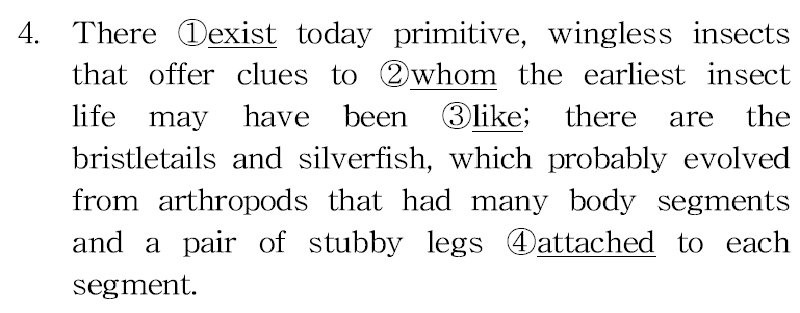 4. There ①exist today primitive, wingless insects
that offer clues to ②whom the earliest insect
life may have been ③like; there are the
bristletails and silverfish, which probably evolved
from arthropods that had many body segments
and a pair of stubby legs ④attached to each
segment.